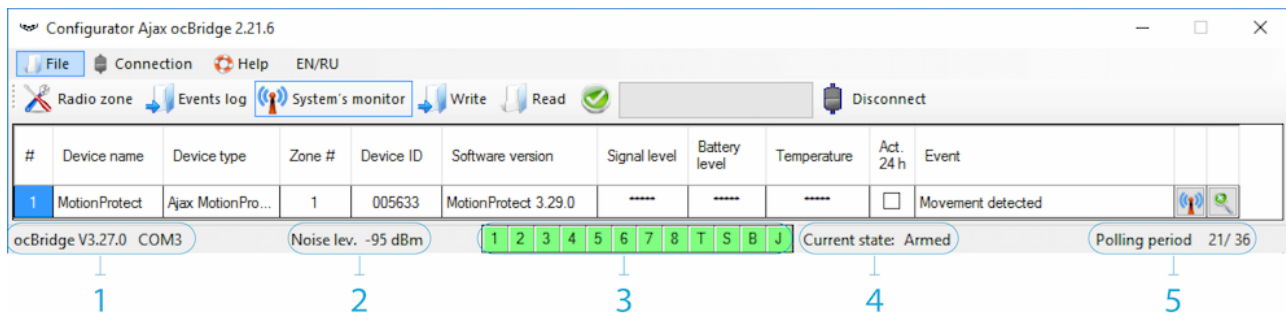 Configurator Ajax ocBridge 2.21.6
File Connection Help EN/RU
Radio zone Events log System's monitor Write Read Disconnect
# Device name Device type Zone # Device ID Software version Signal level Battery level Temperature Act. 24 h Event
1 MotionProtect Ajax MotionPro... 1 005633 MotionProtect 3.29.0 ----- ----- ----- Movement detected
ocBridge V3.27.0 COM3 Noise lev. -95 dBm 1 2 3 4 5 6 7 8 T S B J Current state: Armed Polling period 21/ 36
1 2 3 4 5